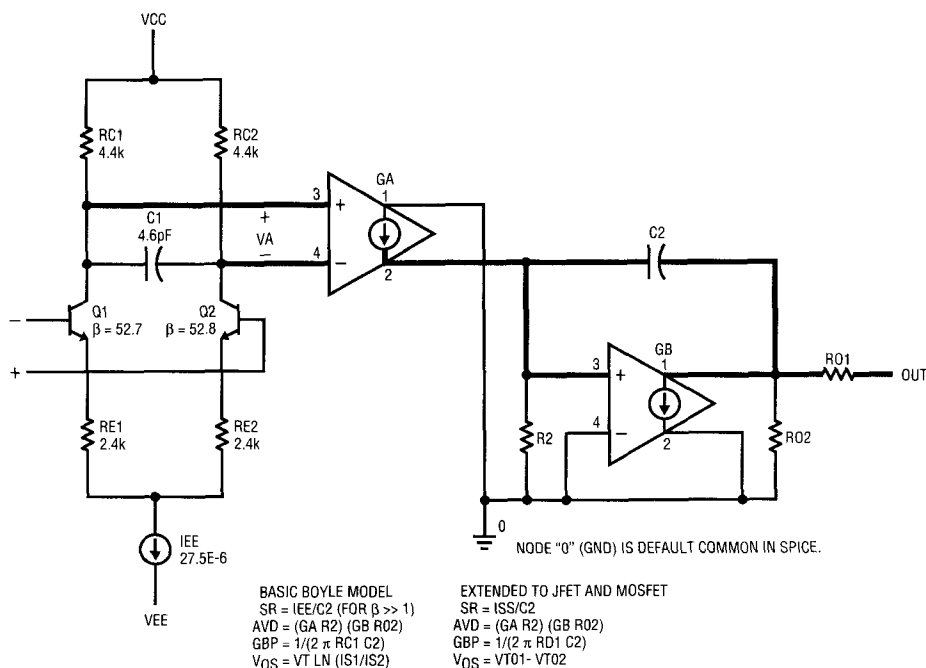 VCC
RC1
4.4k
RC2
4.4k
GA
3
1
+
+
C1
4.6pF
VA
−
4
−
2
C2
Q1
β = 52.7
Q2
β = 52.8
−
+
GB
3
1
+
RO1
OUT
RE1
2.4k
RE2
2.4k
R2
4
−
2
RO2
0
IEE
27.5E-6
NODE "0" (GND) IS DEFAULT COMMON IN SPICE.
VEE
BASIC BOYLE MODEL
SR = IEE/C2 (FOR β >> 1)
AVD = (GA R2) (GB R02)
GBP = 1/(2 π RC1 C2)
VOS = VT LN (IS1/IS2)
EXTENDED TO JFET AND MOSFET
SR = ISS/C2
AVD = (GA R2) (GB R02)
GBP = 1/(2 π RD1 C2)
VOS = VT01- VT02